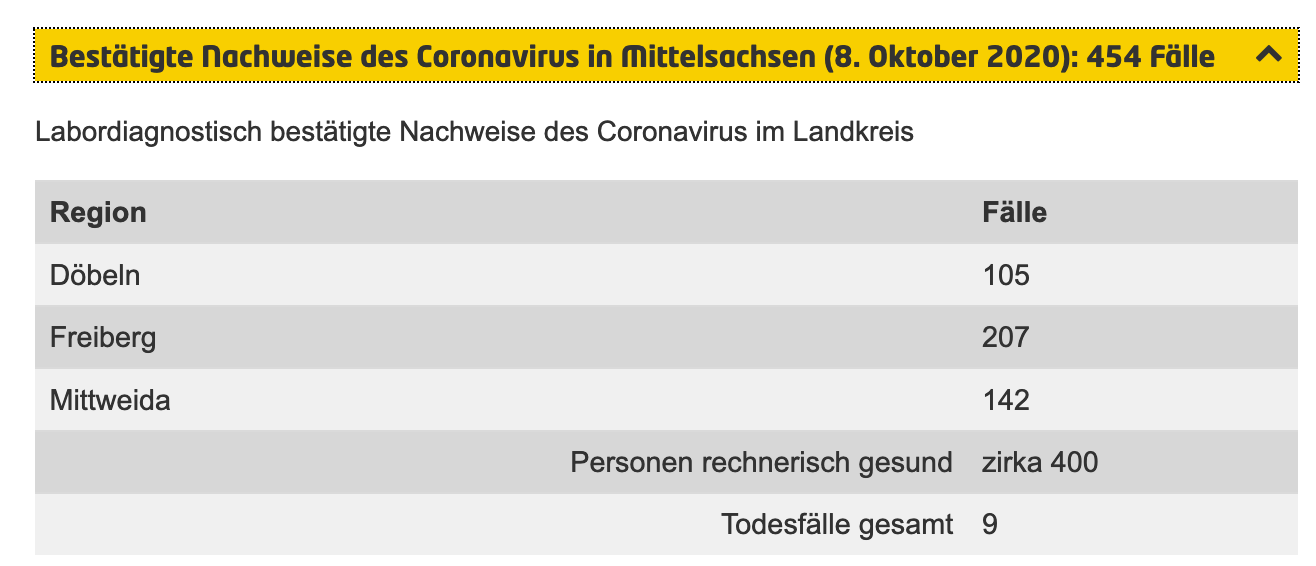 Bestätigte Nachweise des Coronavirus in Mittelsachsen (8. Oktober 2020): 454 Fälle
Labordiagnostisch bestätigte Nachweise des Coronavirus im Landkreis
Region Fälle
Döbeln 105
Freiberg 207
Mittweida 142
Personen rechnerisch gesund zirka 400
Todesfälle gesamt 9